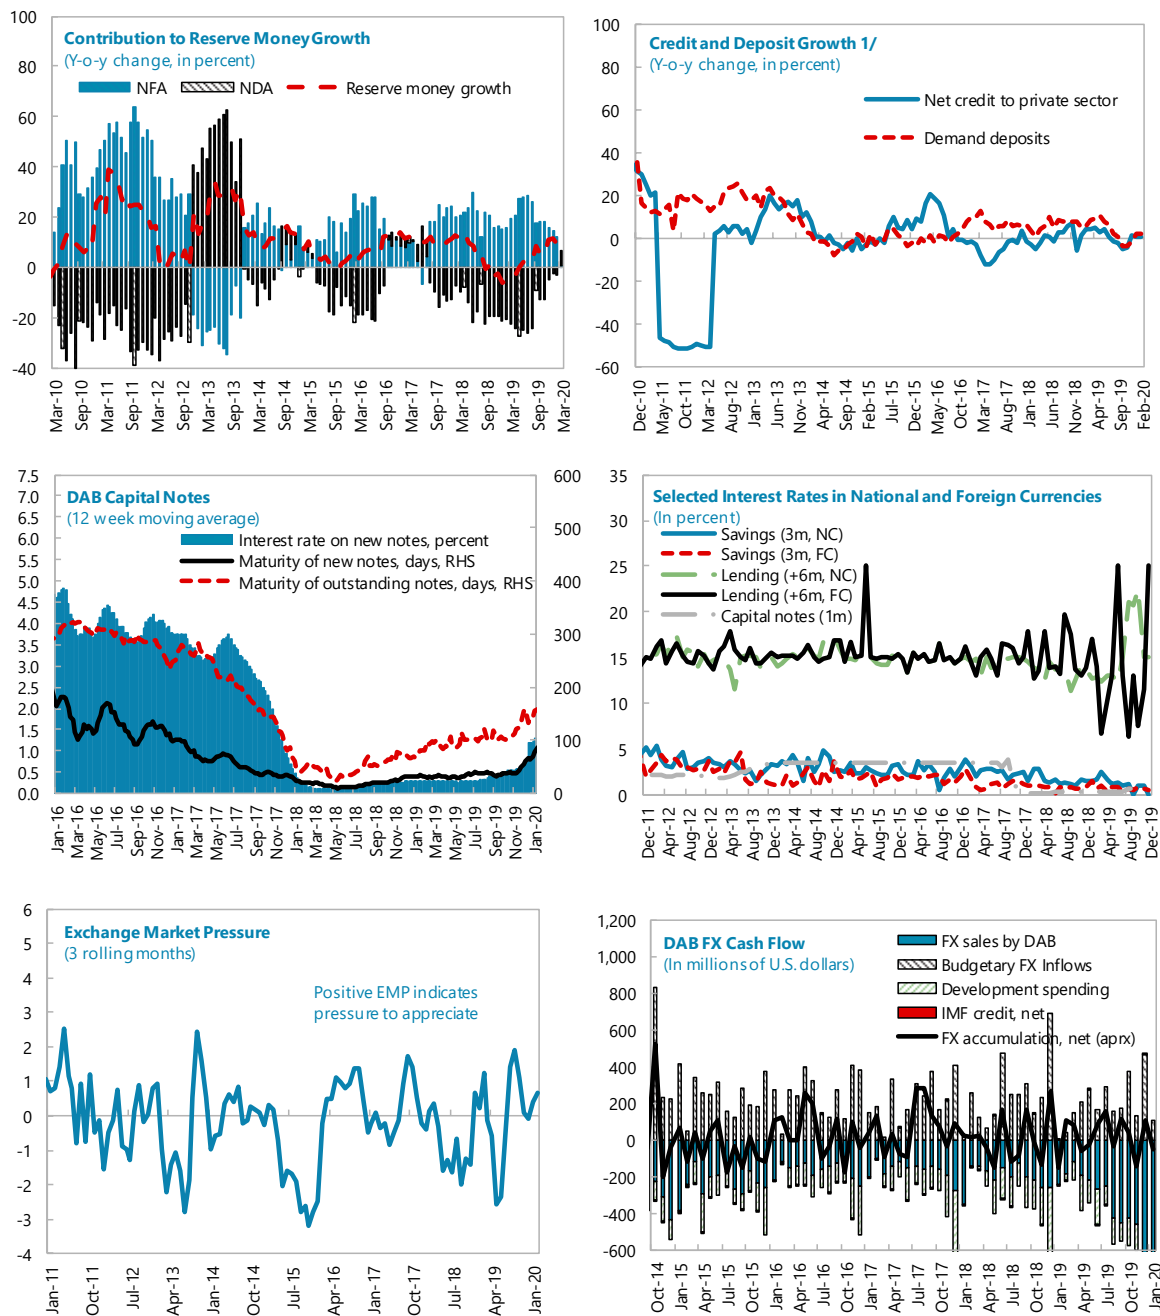 Contribution to Reserve Money Growth
(Y-o-y change, in percent)
NFA NDA Reserve money growth
100
80
60
40
20
0
-20
-40
Mar-10 Sep-10 Mar-11 Sep-11 Mar-12 Sep-12 Mar-13 Sep-13 Mar-14 Sep-14 Mar-15 Sep-15 Mar-16 Sep-16 Mar-17 Sep-17 Mar-18 Sep-18 Mar-19 Sep-19 Mar-20
Credit and Deposit Growth 1/
(Y-o-y change, in percent)
Net credit to private sector
Demand deposits
100
80
60
40
20
0
-20
-40
-60
Dec-10 May-11 Oct-11 Mar-12 Aug-12 Jan-13 Jun-13 Nov-13 Apr-14 Sep-14 Feb-15 Jul-15 Dec-15 May-16 Oct-16 Mar-17 Aug-17 Jan-18 Jun-18 Nov-18 Apr-19 Sep-19 Feb-20
DAB Capital Notes
(12 week moving average)
Interest rate on new notes, percent
Maturity of new notes, days, RHS
Maturity of outstanding notes, days, RHS
7.5
7.0
6.5
6.0
5.5
5.0
4.5
4.0
3.5
3.0
2.5
2.0
1.5
1.0
0.5
0.0
600
500
400
300
200
100
0
Jan-16 Mar-16 May-16 Jul-16 Sep-16 Nov-16 Jan-17 Mar-17 May-17 Jul-17 Sep-17 Nov-17 Jan-18 Mar-18 May-18 Jul-18 Sep-18 Nov-18 Jan-19 Mar-19 May-19 Jul-19 Sep-19 Nov-19 Jan-20
Selected Interest Rates in National and Foreign Currencies
(In percent)
Savings (3m, NC)
Savings (3m, FC)
Lending (+6m, NC)
Lending (+6m, FC)
Capital notes (1m)
35
30
25
20
15
10
5
0
Dec-11 Apr-12 Aug-12 Dec-12 Apr-13 Aug-13 Dec-13 Apr-14 Aug-14 Dec-14 Apr-15 Aug-15 Dec-15 Apr-16 Aug-16 Dec-16 Apr-17 Aug-17 Dec-17 Apr-18 Aug-18 Dec-18 Apr-19 Aug-19 Dec-19
Exchange Market Pressure
(3 rolling months)
Positive EMP indicates
pressure to appreciate
6
5
4
3
2
1
0
-1
-2
-3
-4
Jan-11 Oct-11 Jul-12 Apr-13 Jan-14 Oct-14 Jul-15 Apr-16 Jan-17 Oct-17 Jul-18 Apr-19 Jan-20
DAB FX Cash Flow
(In millions of U.S. dollars)
FX sales by DAB
Budgetary FX Inflows
Development spending
IMF credit, net
FX accumulation, net (aprx)
1,200
1,000
800
600
400
200
0
-200
-400
-600
Oct-14 Jan-15 Apr-15 Jul-15 Oct-15 Jan-16 Apr-16 Jul-16 Oct-16 Jan-17 Apr-17 Jul-17 Oct-17 Jan-18 Apr-18 Jul-18 Oct-18 Jan-19 Apr-19 Jul-19 Oct-19 Jan-20